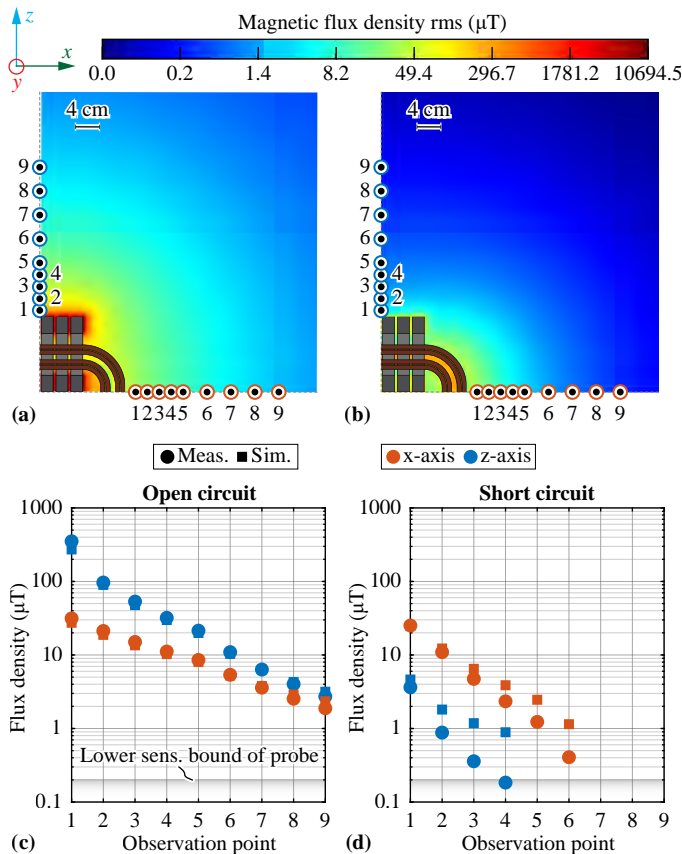 Magnetic flux density rms (µT)
z
x
y
0.0 0.2 1.4 8.2 49.4 296.7 1781.2 10694.5
4 cm
4 cm
9
8
7
6
5
4
3
2
1
9
8
7
6
5
4
3
2
1
(a)
12345 6 7 8 9
(b)
12345 6 7 8 9
Meas. Sim.
x-axis z-axis
Open circuit
Flux density (µT)
1000
100
10
1
0.1
Lower sens. bound of probe
1 2 3 4 5 6 7 8 9
(c)
Observation point
Short circuit
Flux density (µT)
1000
100
10
1
0.1
1 2 3 4 5 6 7 8 9
(d)
Observation point